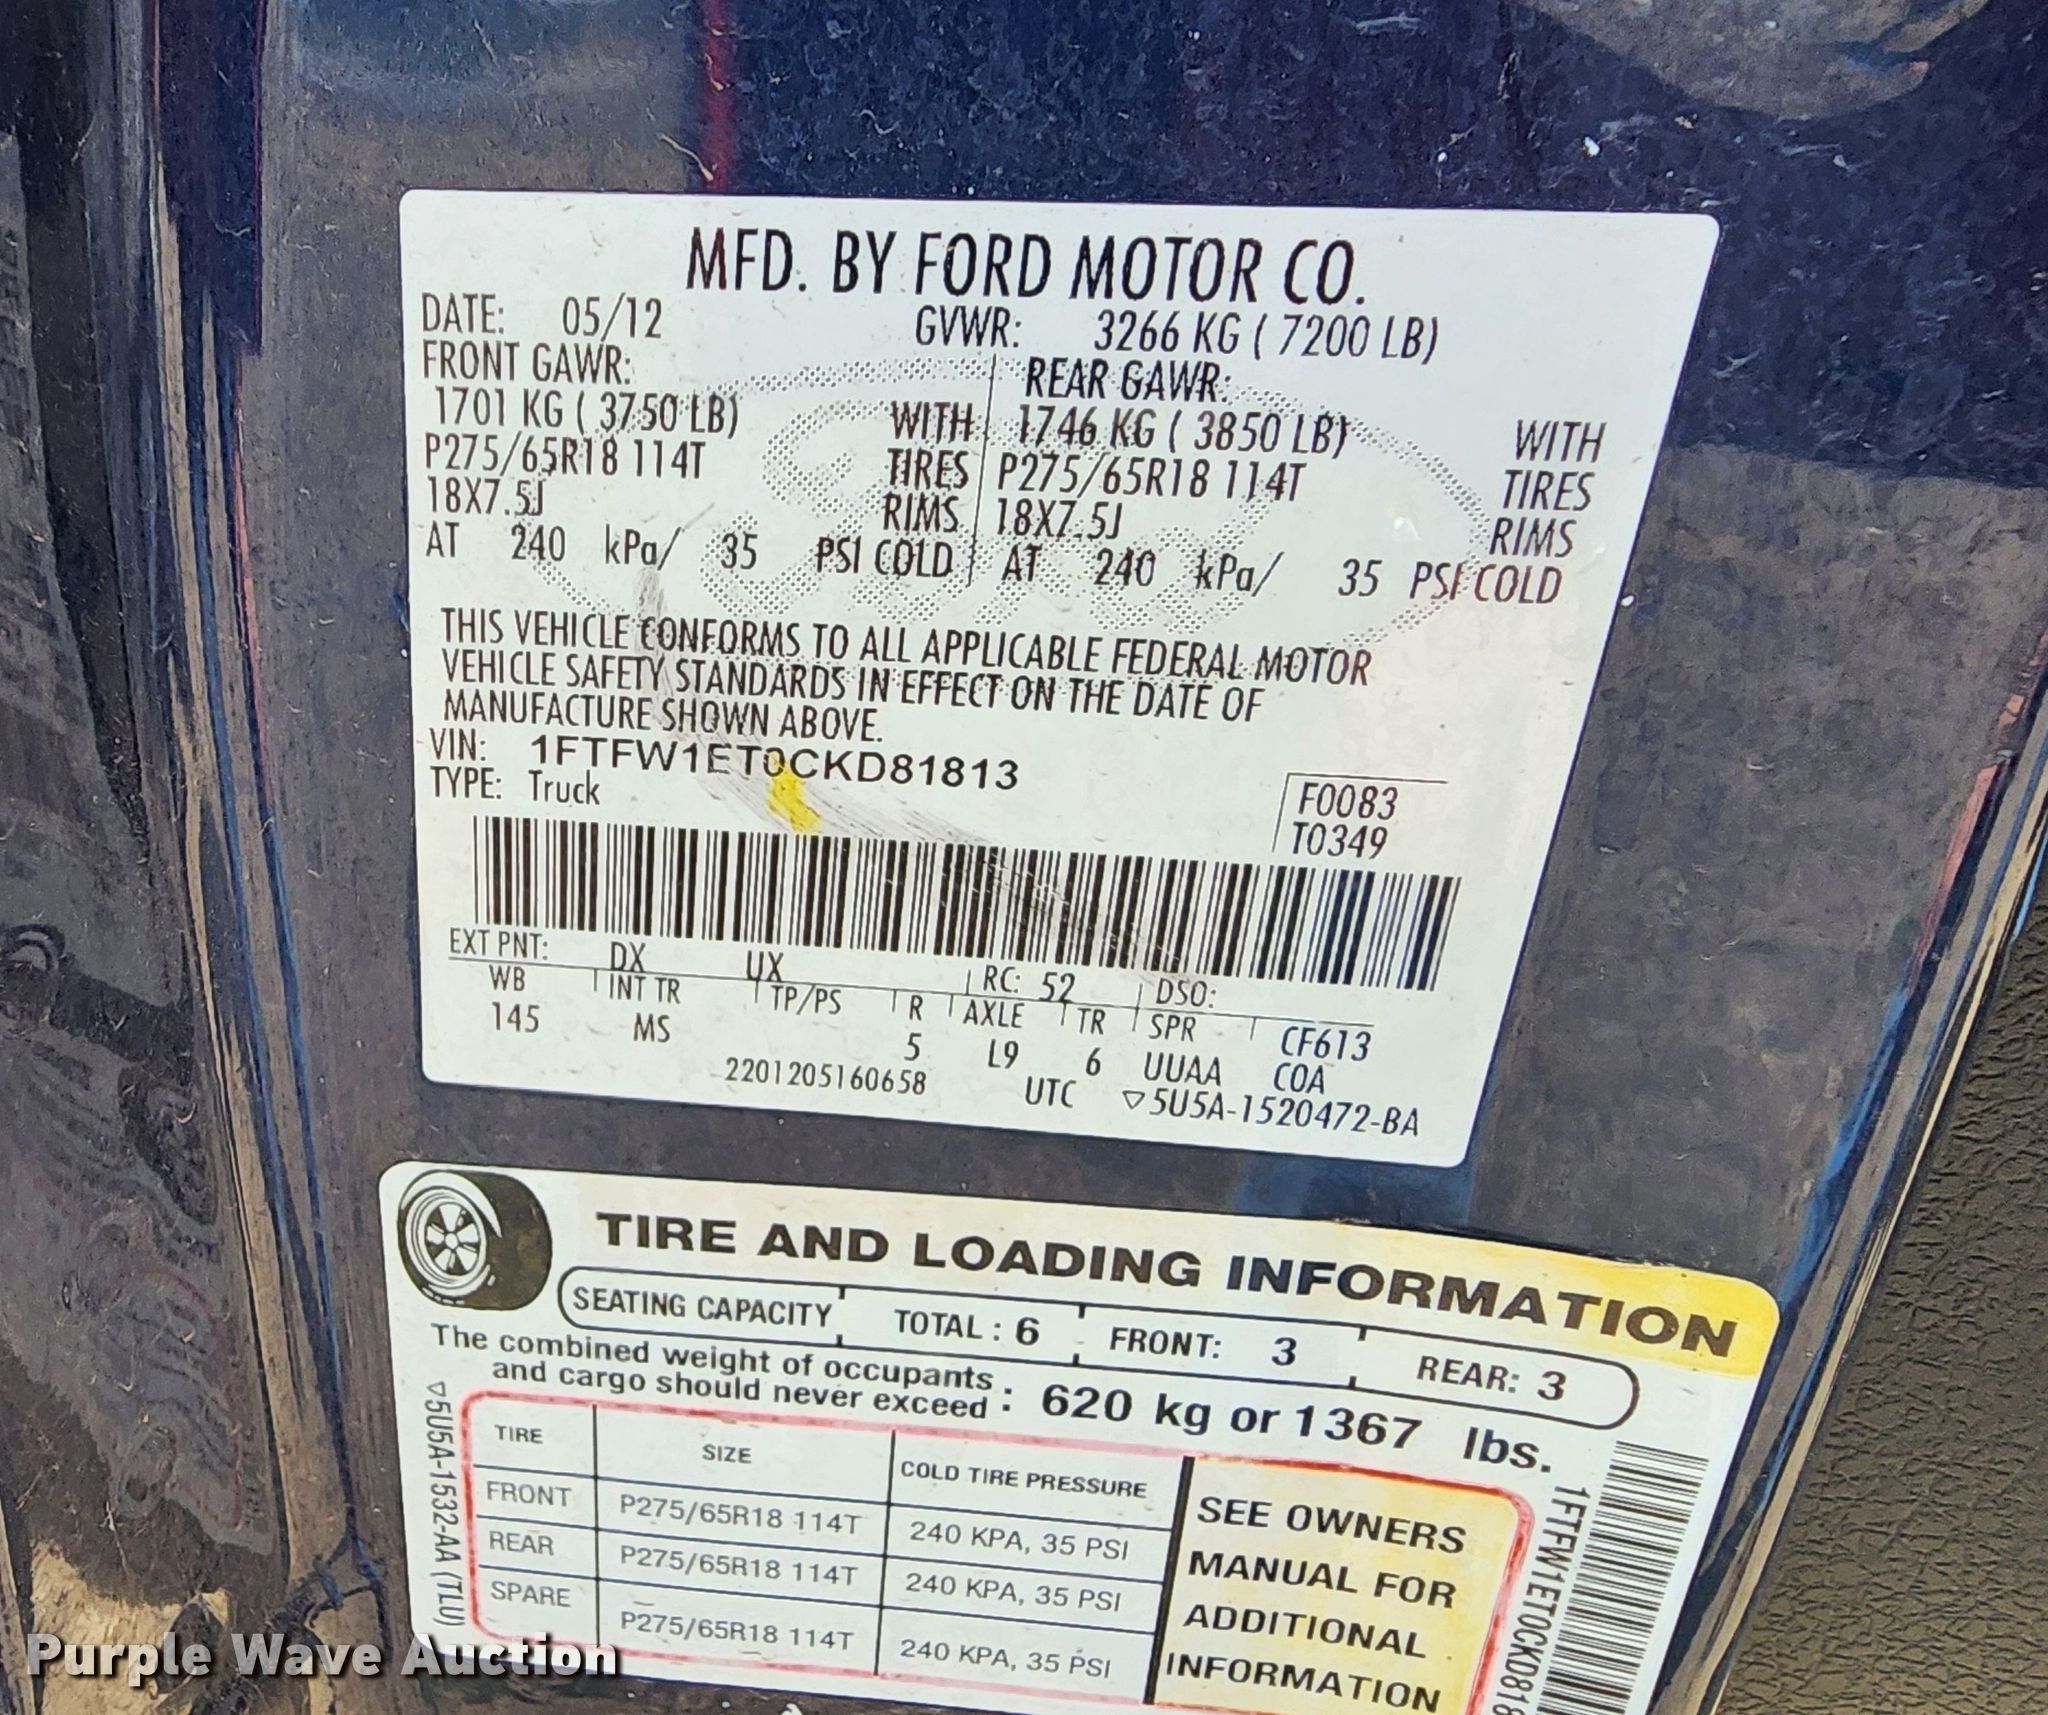 MFD. BY FORD MOTOR CO.
DATE: 05/12 GVWR: 3266 KG ( 7200 LB)
FRONT GAWR: REAR GAWR:
1701 KG ( 3750 LB) WITH 1746 KG ( 3850 LB) WITH
P275/65R18 114T TIRES P275/65R18 114T TIRES
18X7.5J RIMS 18X7.5J RIMS
AT 240 kPa/ 35 PSI COLD AT 240 kPa/ 35 PSI COLD
THIS VEHICLE CONFORMS TO ALL APPLICABLE FEDERAL MOTOR
VEHICLE SAFETY STANDARDS IN EFFECT ON THE DATE OF
MANUFACTURE SHOWN ABOVE.
VIN: 1FTFW1ET0CKD81813
TYPE: Truck
F0083
T0349
EXT PNT: DX UX RC: 52 DSO:
WB INT TR TP/PS R AXLE TR SPR CF613
145 MS 5 L9 6 UUAA COA
2201205160658 UTC ▽5U5A-1520472-BA
TIRE AND LOADING INFORMATION
SEATING CAPACITY TOTAL : 6 FRONT: 3 REAR: 3
The combined weight of occupants
and cargo should never exceed : 620 kg or 1367 lbs.
TIRE SIZE COLD TIRE PRESSURE
FRONT P275/65R18 114T 240 KPA, 35 PSI
REAR P275/65R18 114T 240 KPA, 35 PSI
SPARE P275/65R18 114T 240 KPA, 35 PSI
SEE OWNERS
MANUAL FOR
ADDITIONAL
INFORMATION
▽5U5A-1532-AA (TLU)
1FTFW1ET0CKD818
Purple Wave Auction